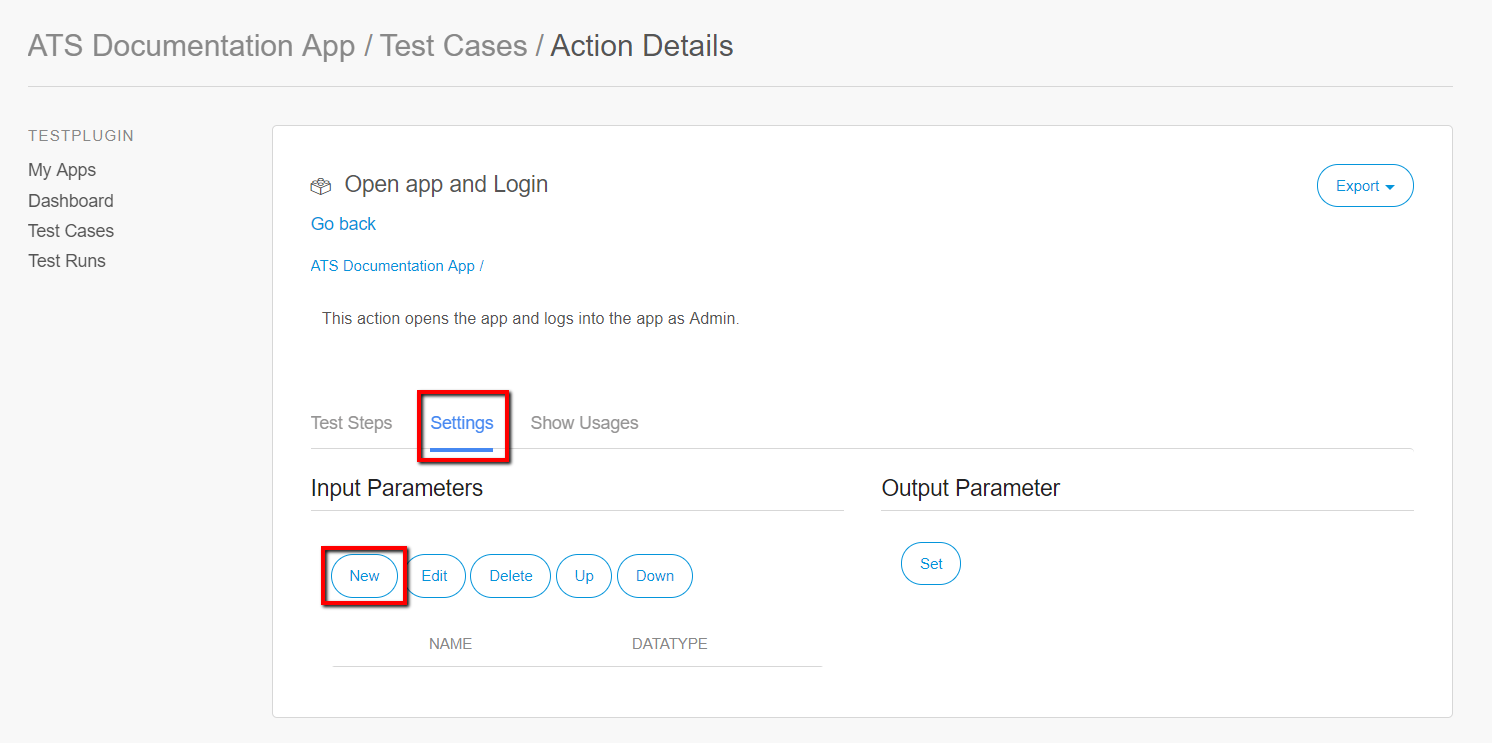 ATS Documentation App / Test Cases / Action Details
TESTPLUGIN
My Apps
Dashboard
Test Cases
Test Runs
Open app and Login
Export
Go back
ATS Documentation App /
This action opens the app and logs into the app as Admin.
Test Steps Settings Show Usages
Input Parameters
New Edit Delete Up Down
NAME DATATYPE
Output Parameter
Set